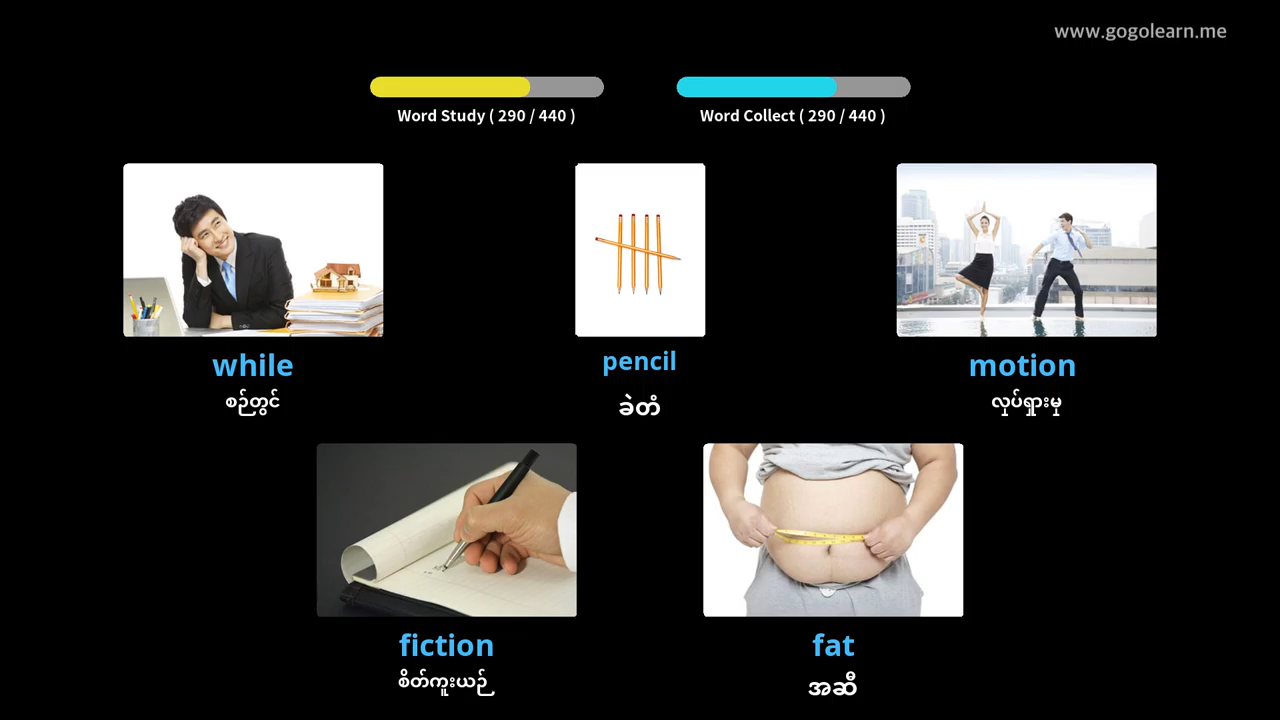 www.gogolearn.me
Word Study ( 290 / 440 )
Word Collect ( 290 / 440 )
while
စဉ်တွင်
pencil
ခဲတံ
motion
လှုပ်ရှားမှု
fiction
စိတ်ကူးယဉ်
fat
အဆီ